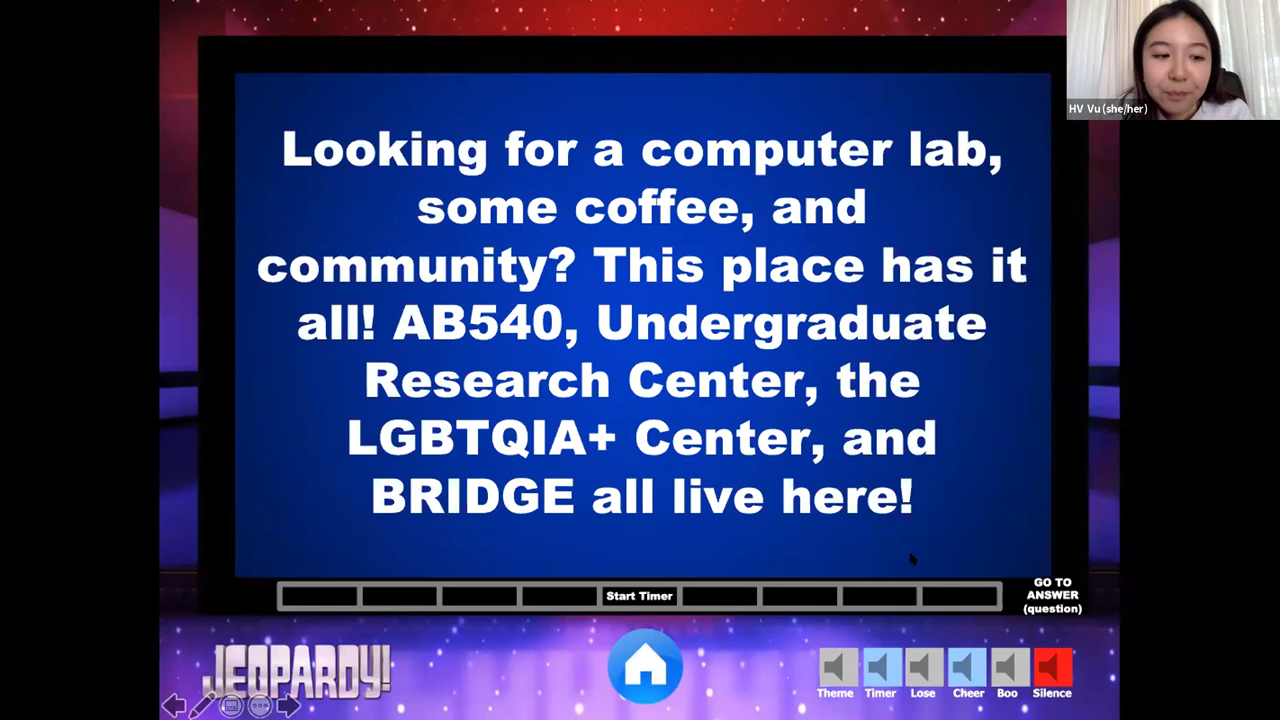 HV Vu (she/her)
Looking for a computer lab,
some coffee, and
community? This place has it
all! AB540, Undergraduate
Research Center, the
LGBTQIA+ Center, and
BRIDGE all live here!
Start Timer
GO TO
ANSWER
(question)
JEOPARDY!
Theme Timer Lose Cheer Boo Silence